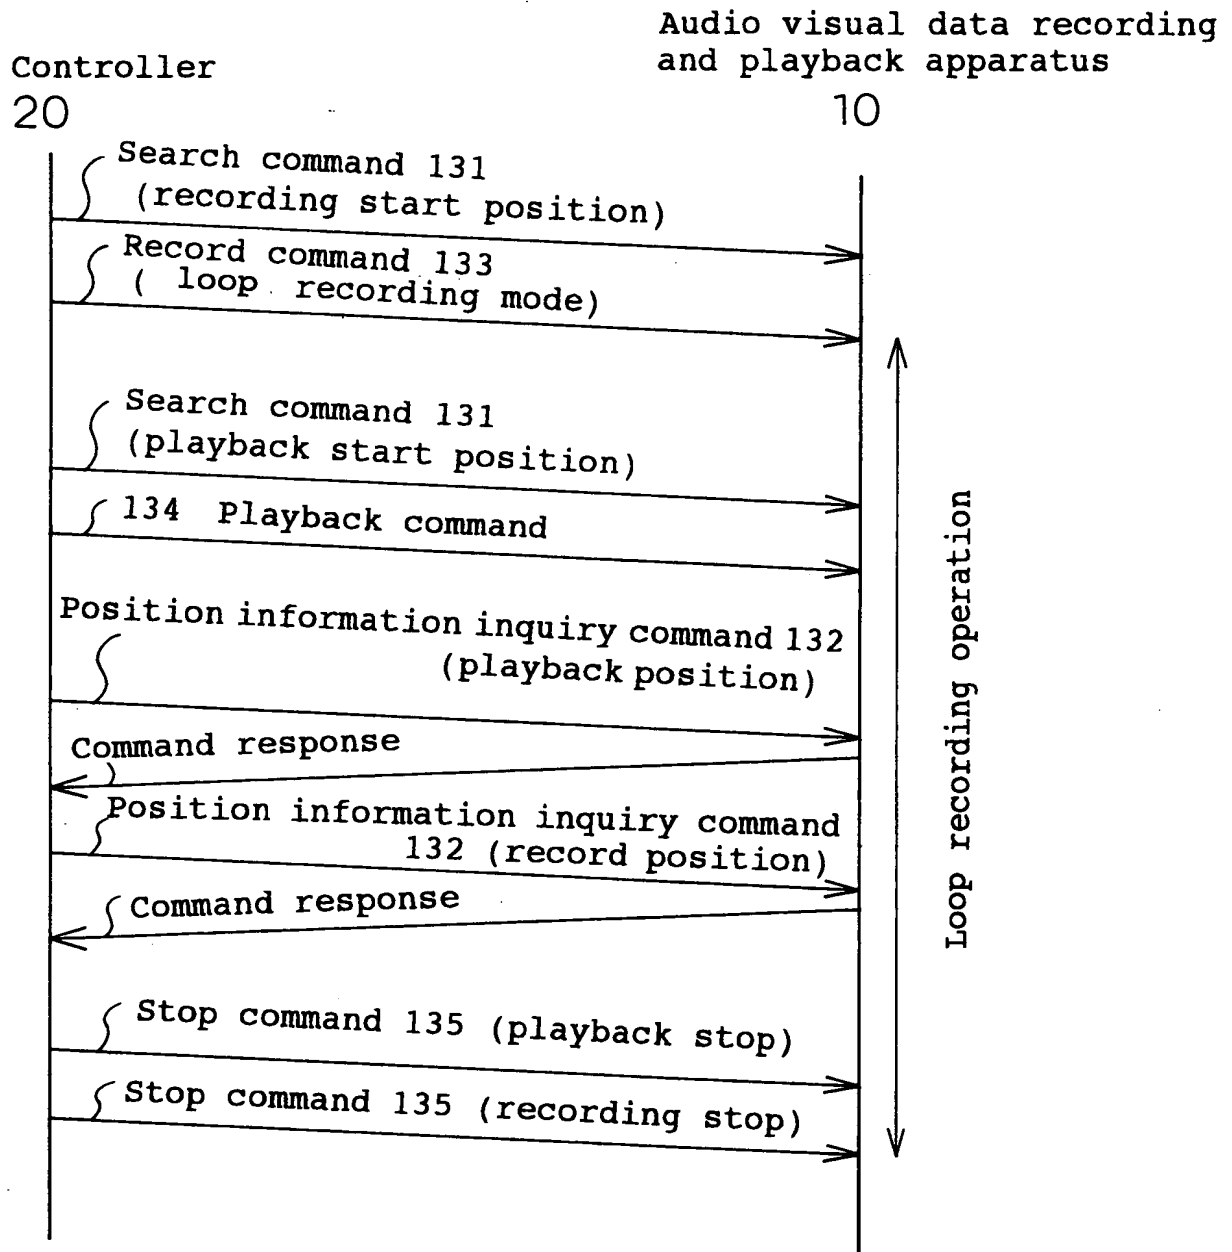 Audio visual data recording
and playback apparatus
Controller
20
10
Search command 131
(recording start position)
Record command 133
( loop recording mode)
Search command 131
(playback start position)
134 Playback command
Position information inquiry command 132
(playback position)
Command response
Position information inquiry command
132 (record position)
Command response
Stop command 135 (playback stop)
Stop command 135 (recording stop)
Loop recording operation